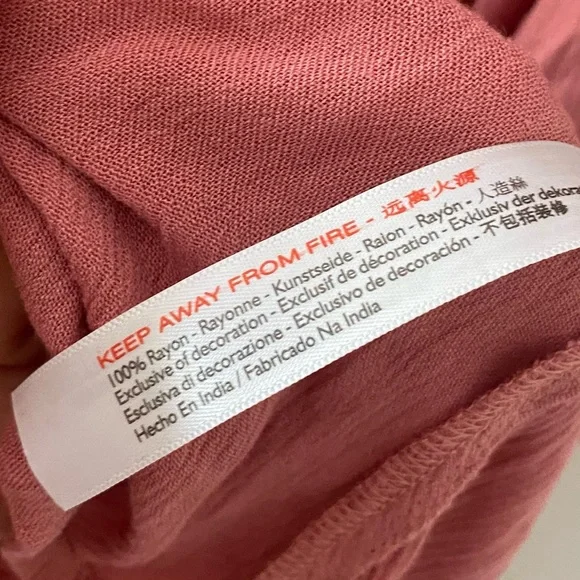 KEEP AWAY FROM FIRE - 远离火源
100% Rayon - Rayonne - Kunstseide - Raion - Rayón - 人造絲
Exclusive of decoration - Exclusif de décoration - Exklusiv der dekora
Esclusiva di decorazione - Exclusivo de decoración - 不包括装修
Hecho En India / Fabricado Na India